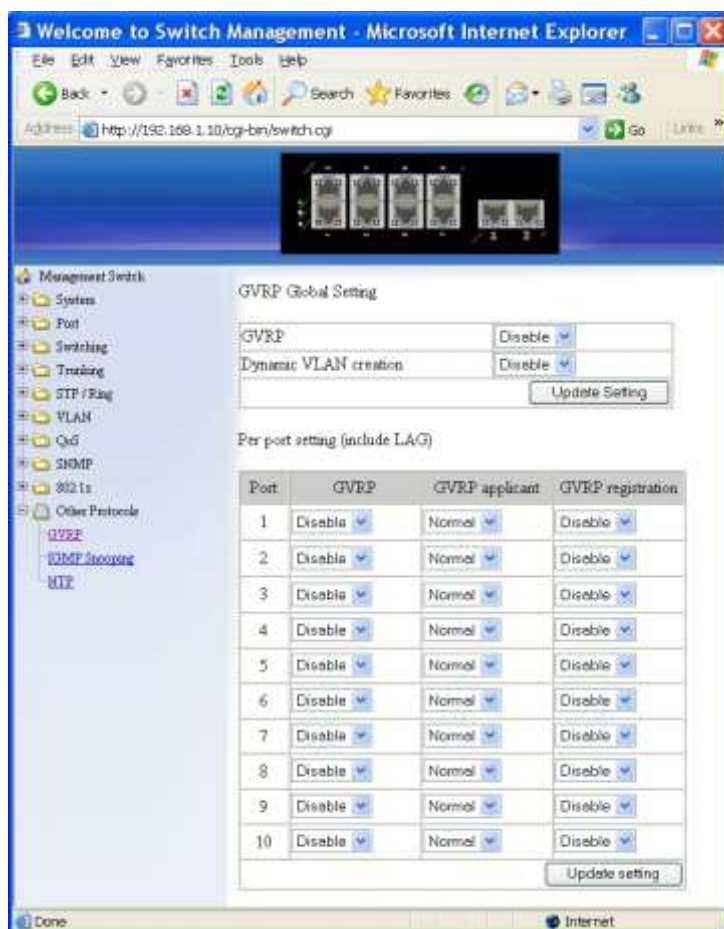 Welcome to Switch Management - Microsoft Internet Explorer
File Edit View Favorites Tools Help
Back Search Favorites
Address http://192.168.1.10/cgi-bin/switch.cgi Go Links »
Management Switch
System
Port
Switching
Trunking
STP / Ring
VLAN
QoS
SNMP
802.1x
Other Protocols
GVRP
IGMP Snooping
NTP
GVRP Global Setting
GVRP Disable
Dynamic VLAN creation Disable
Update Setting
Per port setting (include LAG)
Port GVRP GVRP applicant GVRP registration
1 Disable Normal Disable
2 Disable Normal Disable
3 Disable Normal Disable
4 Disable Normal Disable
5 Disable Normal Disable
6 Disable Normal Disable
7 Disable Normal Disable
8 Disable Normal Disable
9 Disable Normal Disable
10 Disable Normal Disable
Update setting
Done Internet